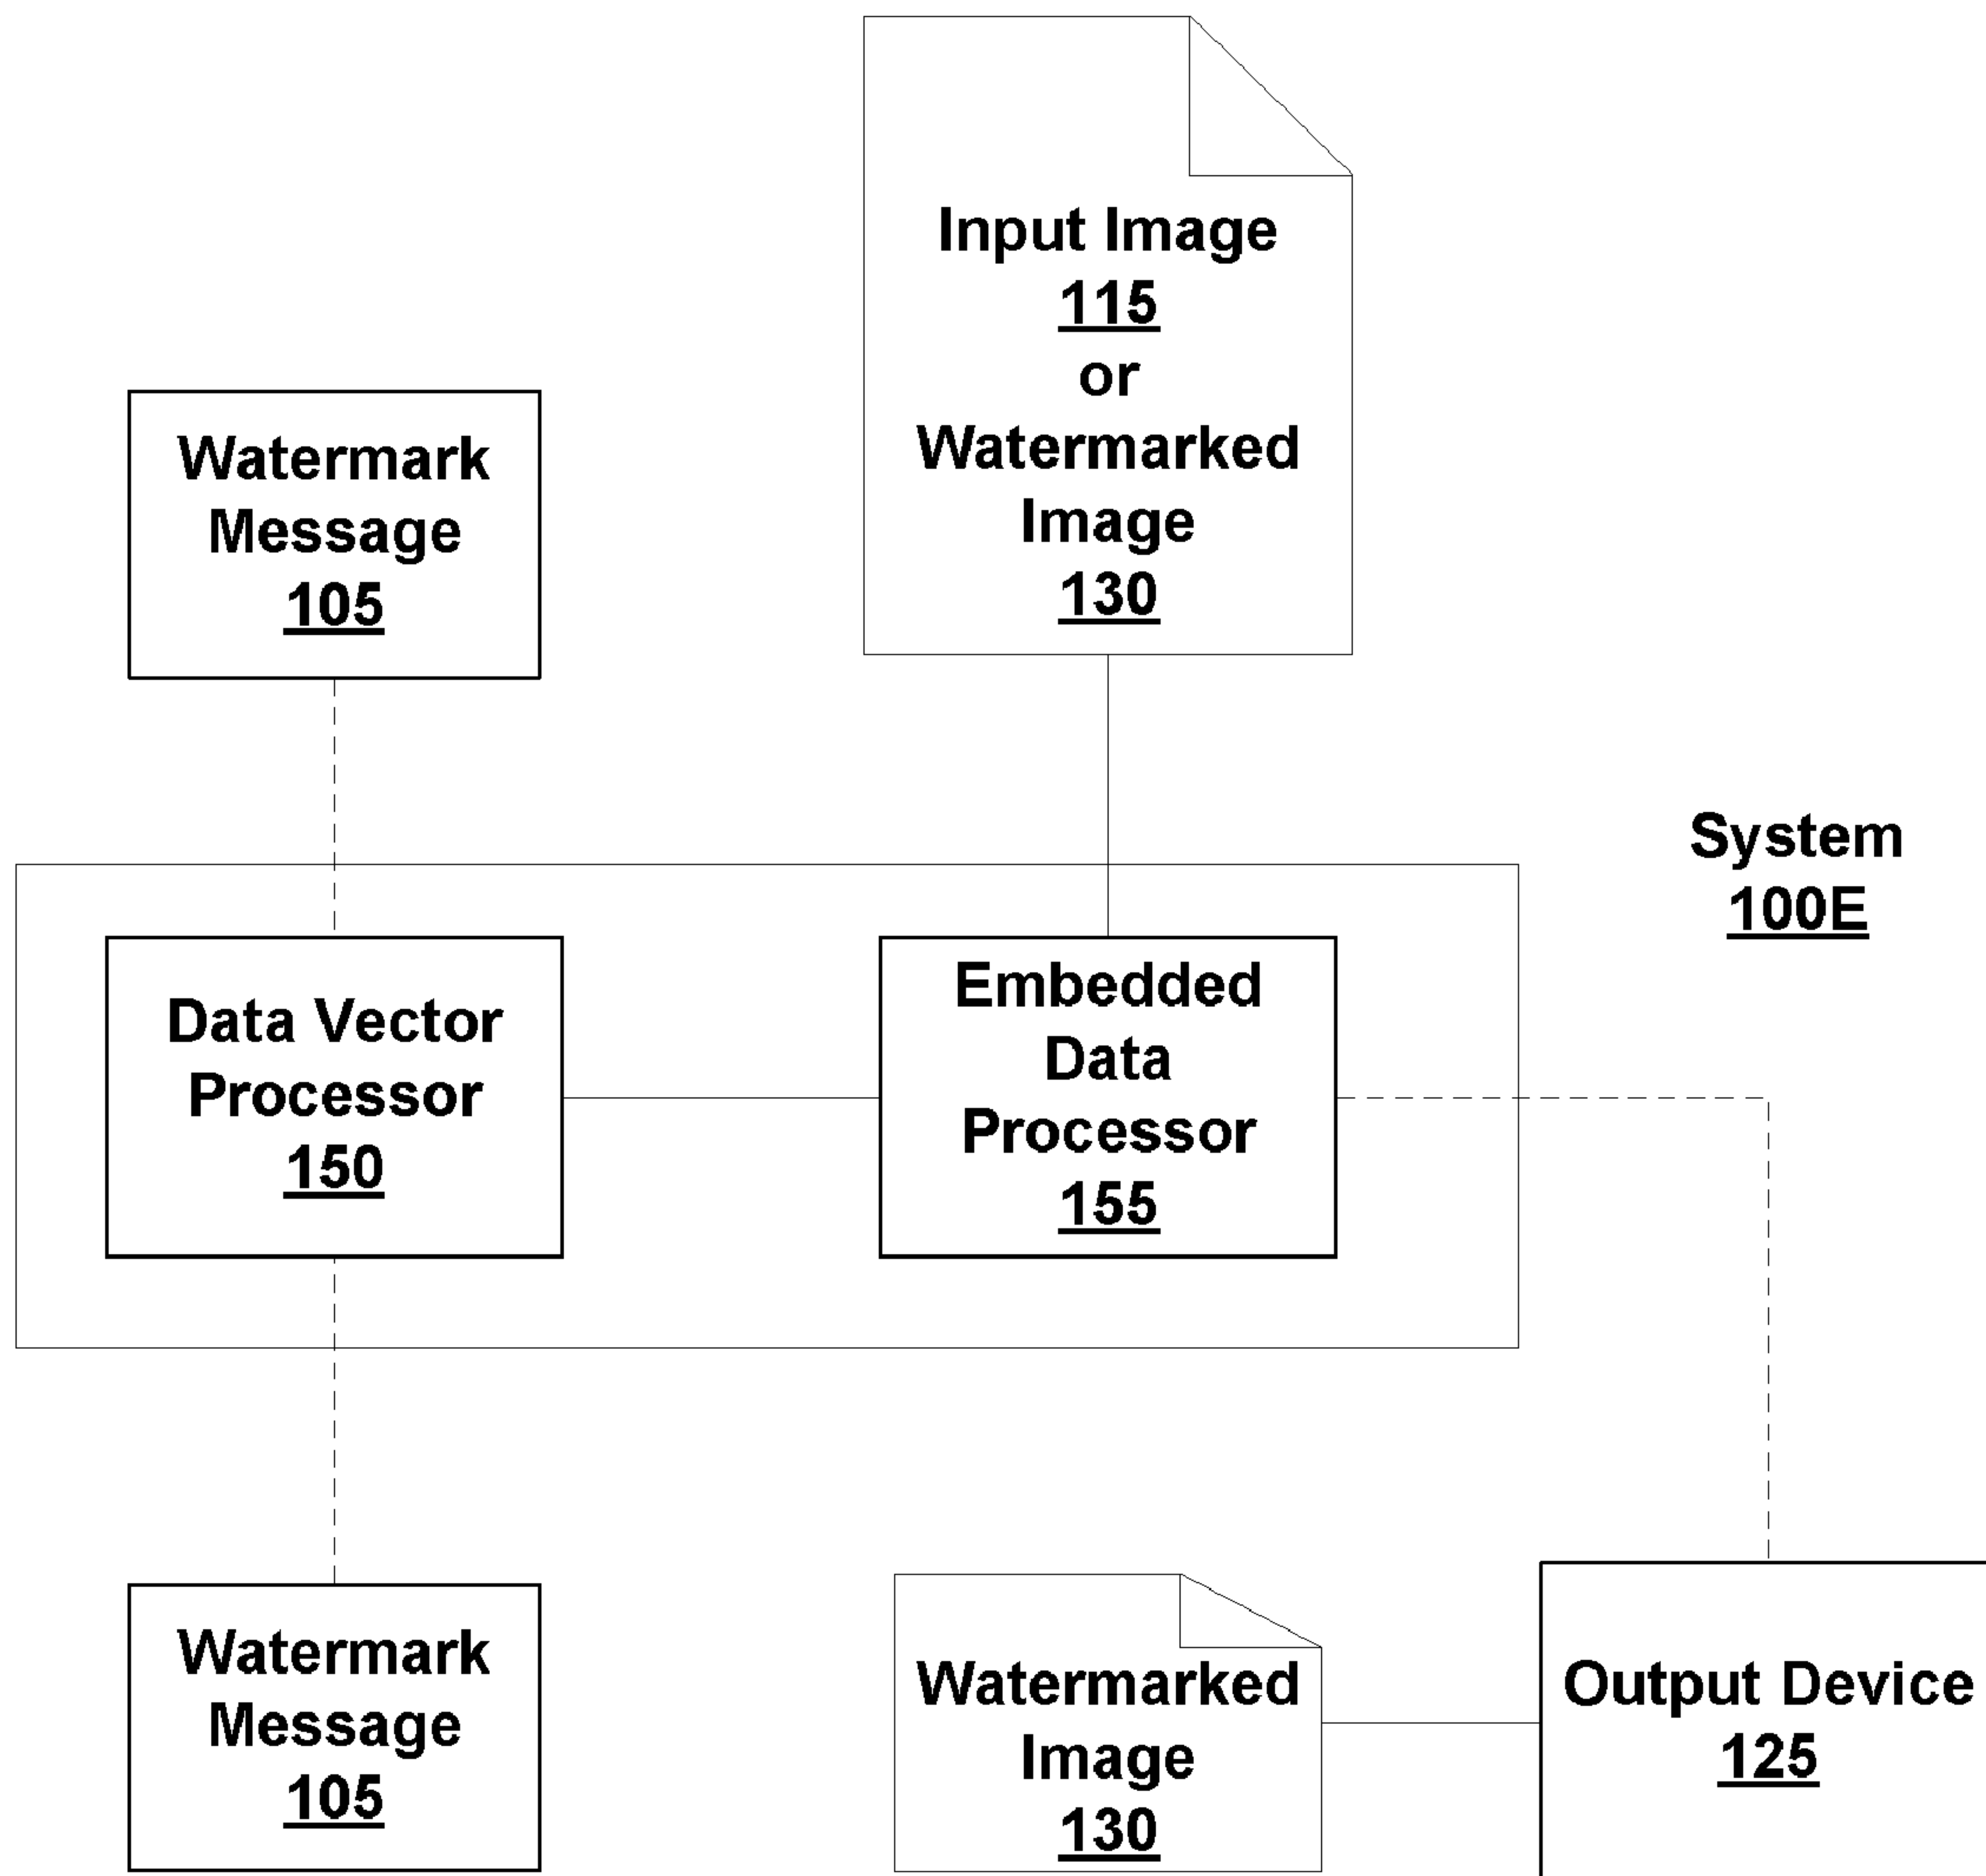 Input Image
115
or
Watermarked
Image
130
Watermark
Message
105
System
100E
Data Vector
Processor
150
Embedded
Data
Processor
155
Watermark
Message
105
Watermarked
Image
130
Output Device
125